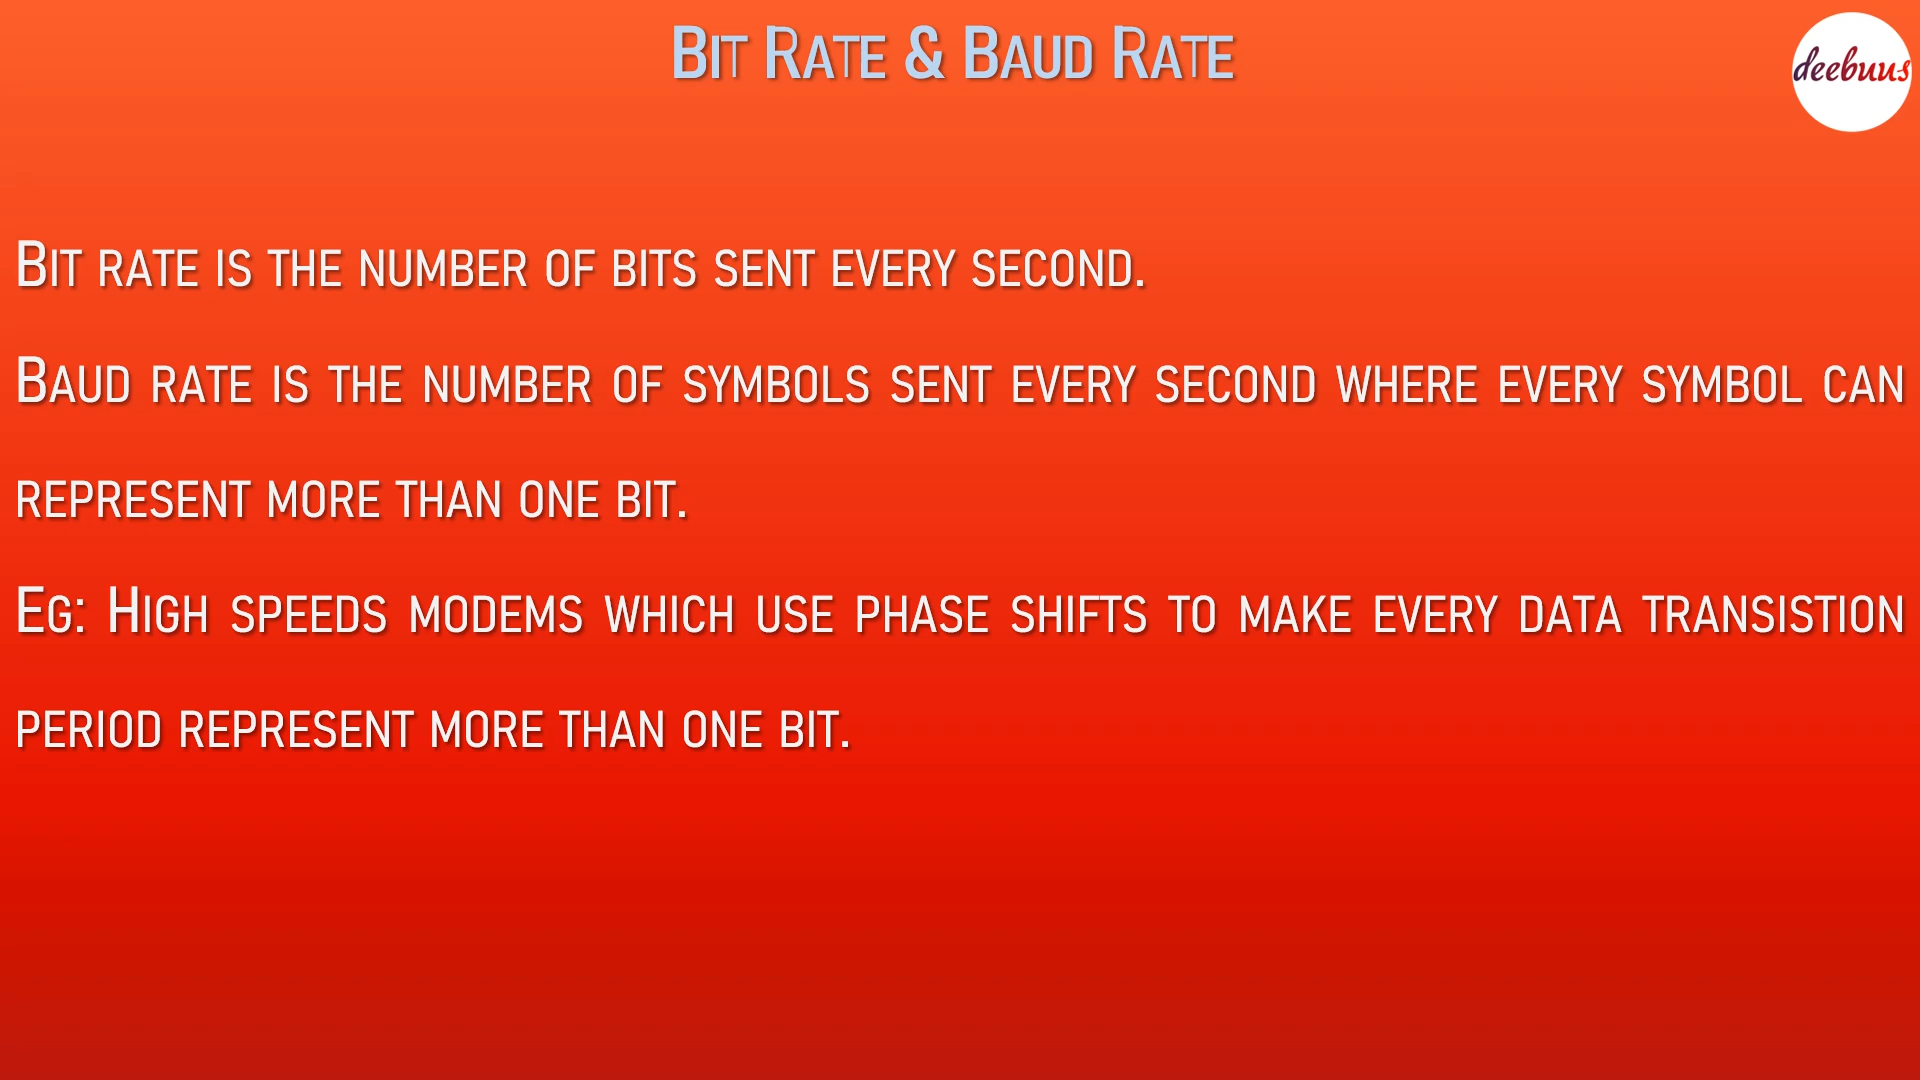 Bit Rate & Baud Rate
deebuus
Bit rate is the number of bits sent every second.
Baud rate is the number of symbols sent every second where every symbol can
represent more than one bit.
Eg: High speeds modems which use phase shifts to make every data transistion
period represent more than one bit.